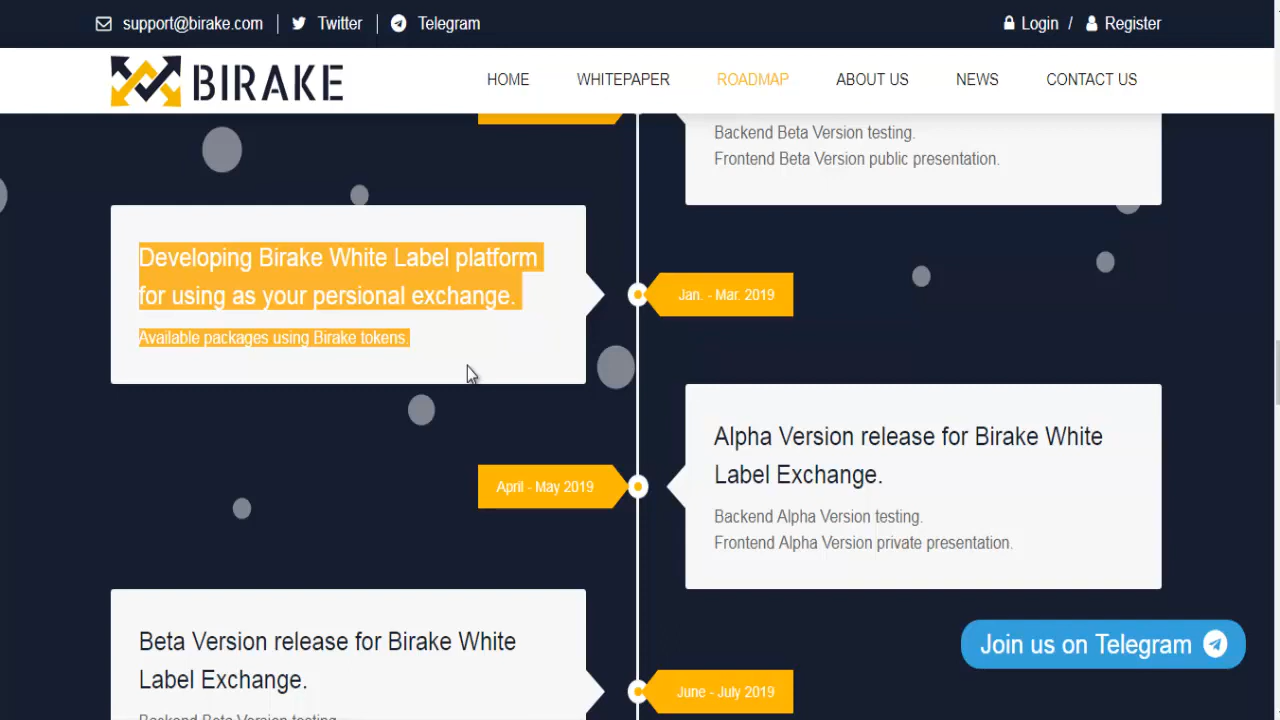 support@birake.com
Twitter
Telegram
Login / Register
BIRAKE
HOME
WHITEPAPER
ROADMAP
ABOUT US
NEWS
CONTACT US
Backend Beta Version testing.
Frontend Beta Version public presentation.
Developing Birake White Label platform
for using as your persional exchange.
Available packages using Birake tokens.
Jan. - Mar. 2019
Alpha Version release for Birake White
Label Exchange.
Backend Alpha Version testing.
Frontend Alpha Version private presentation.
April - May 2019
Beta Version release for Birake White
Label Exchange.
Backend Beta Version testing.
June - July 2019
Join us on Telegram